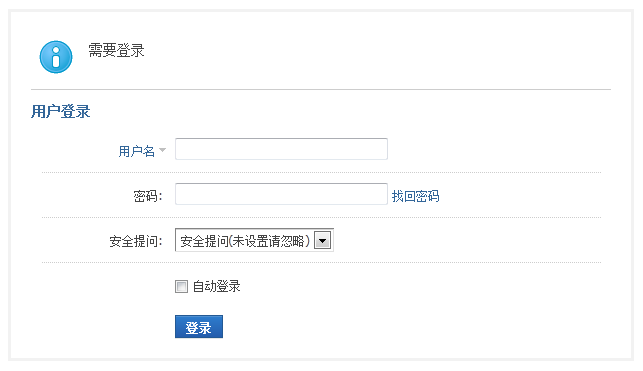 需要登录
用户登录
用户名
密码：
找回密码
安全提问：
安全提问(未设置请忽略)
自动登录
登录